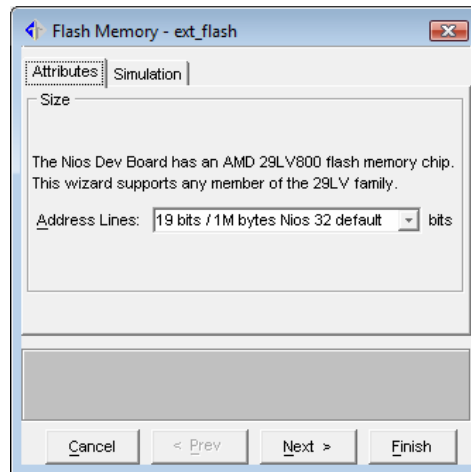 Flash Memory - ext_flash
Attributes Simulation
Size
The Nios Dev Board has an AMD 29LV800 flash memory chip.
This wizard supports any member of the 29LV family.
Address Lines: 19 bits / 1M bytes Nios 32 default bits
Cancel < Prev Next > Finish